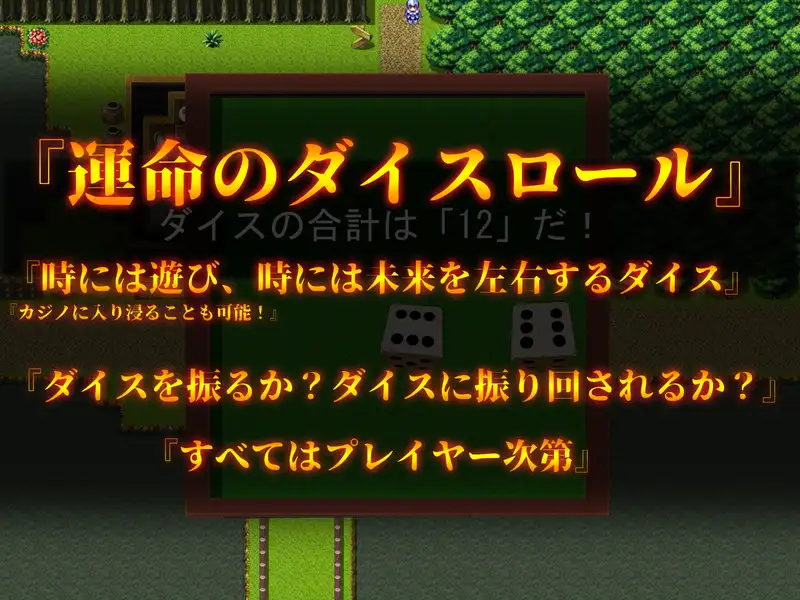 『運命のダイスロール』
ダイスの合計は「12」だ！
『時には遊び、時には未来を左右するダイス』
『カジノに入り浸ることも可能！』
『ダイスを振るか？ダイスに振り回されるか？』
『すべてはプレイヤー次第』